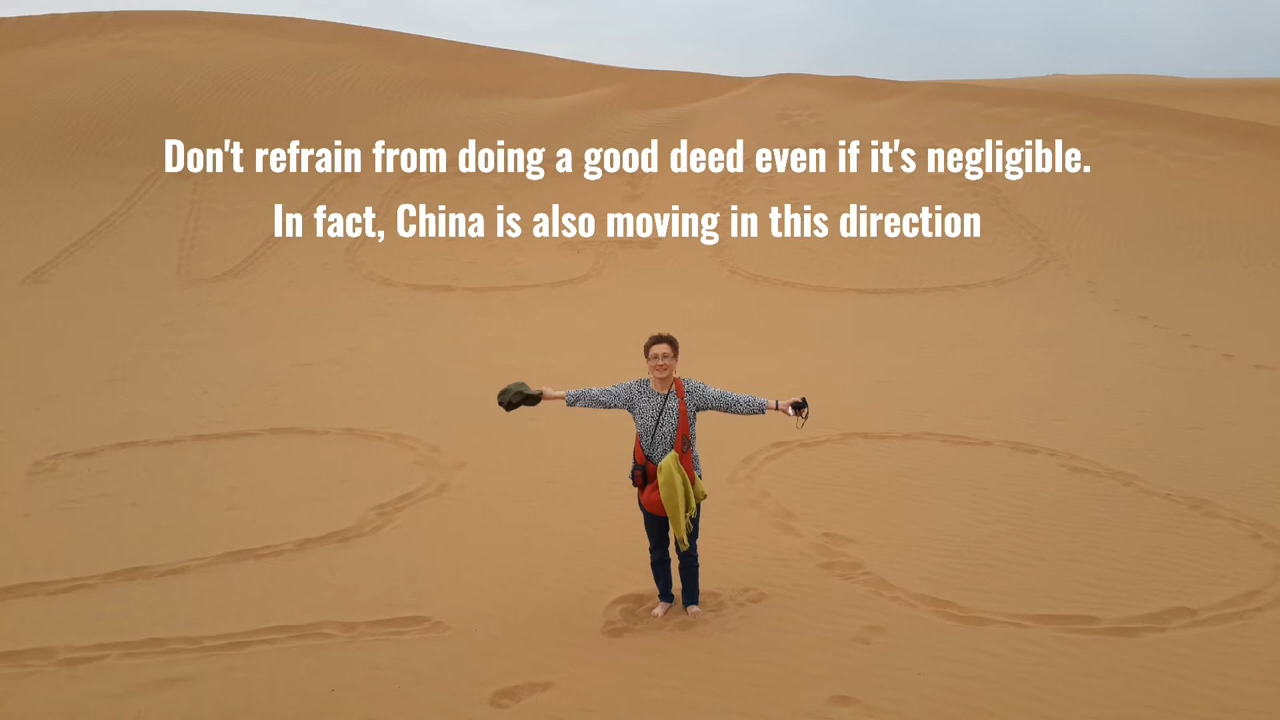 Don't refrain from doing a good deed even if it's negligible.
In fact, China is also moving in this direction